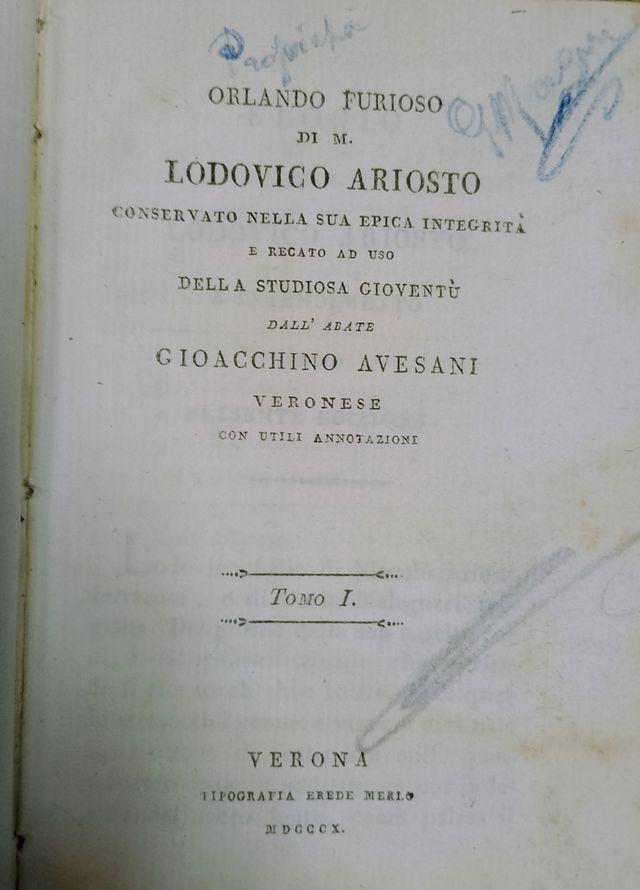 ORLANDO FURIOSO
DI M.
LODOVICO ARIOSTO
CONSERVATO NELLA SUA EPICA INTEGRITÀ
E RECATO AD USO
DELLA STUDIOSA GIOVENTÙ
DALL' ABATE
GIOACCHINO AVESANI
VERONESE
CON UTILI ANNOTAZIONI
TOMO I.
VERONA
TIPOGRAFIA EREDE MERLO
MDCCCX.